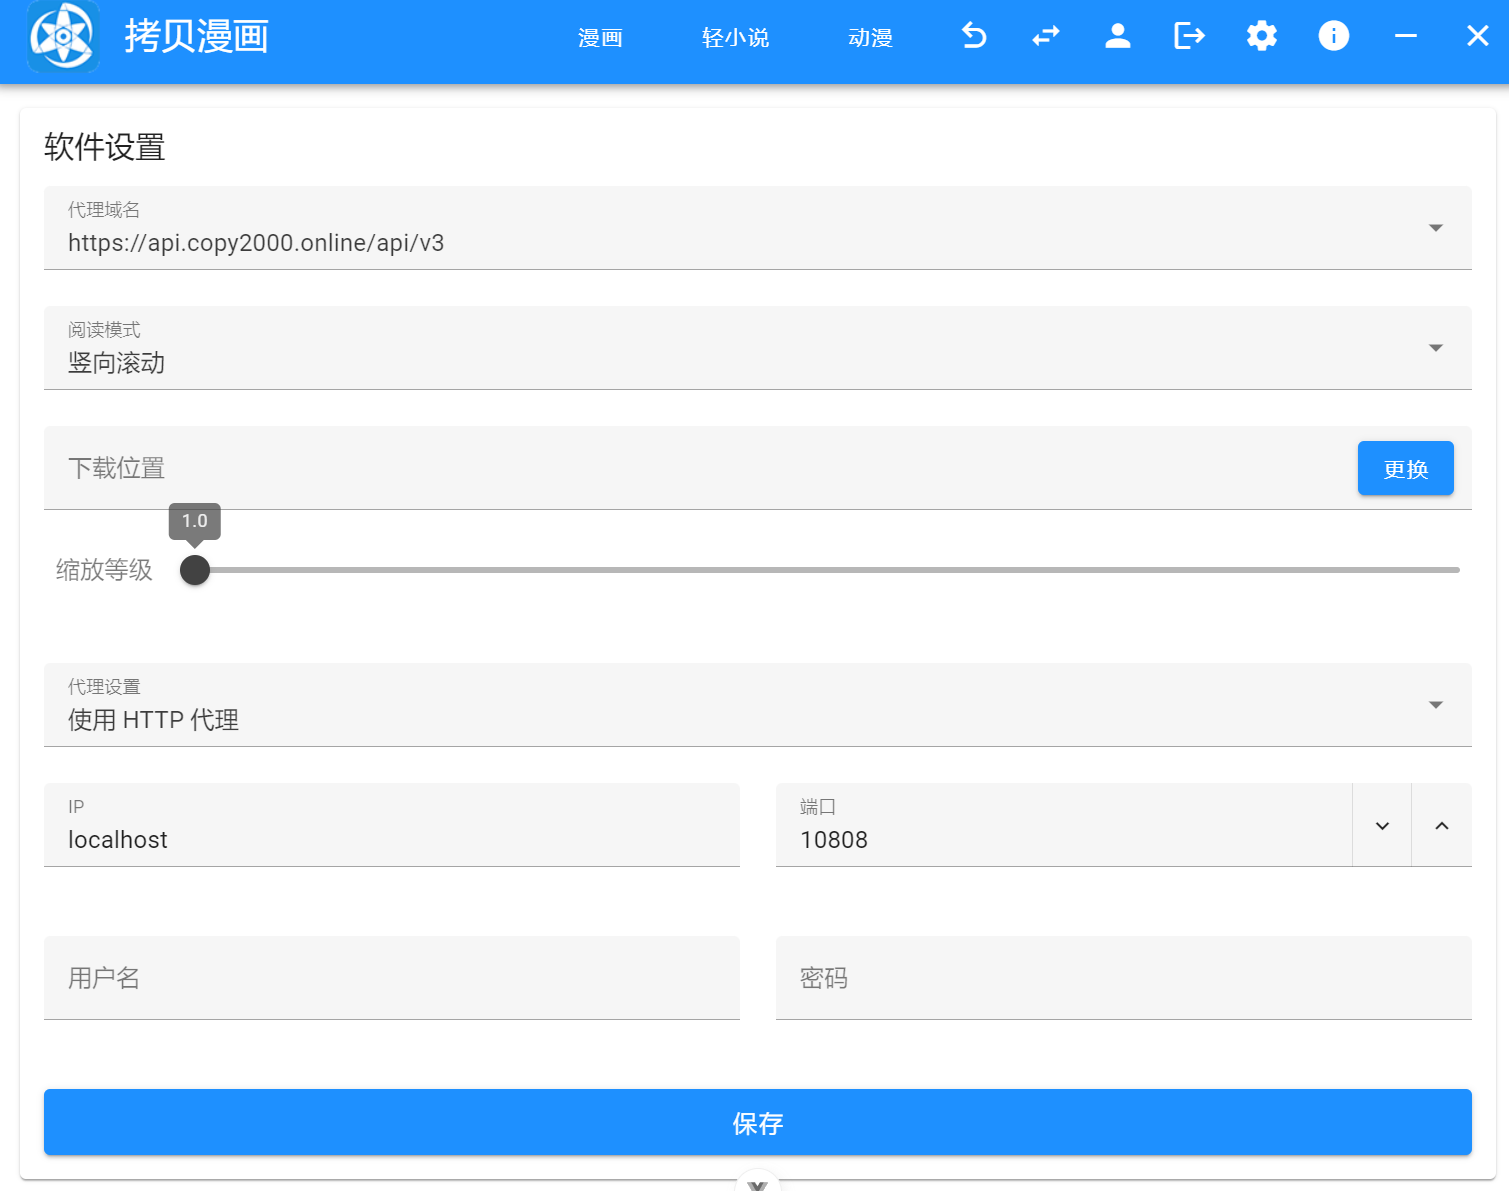 拷贝漫画
漫画
轻小说
动漫
软件设置
代理域名
https://api.copy2000.online/api/v3
阅读模式
竖向滚动
下载位置
更换
1.0
缩放等级
代理设置
使用 HTTP 代理
IP
localhost
端口
10808
用户名
密码
保存